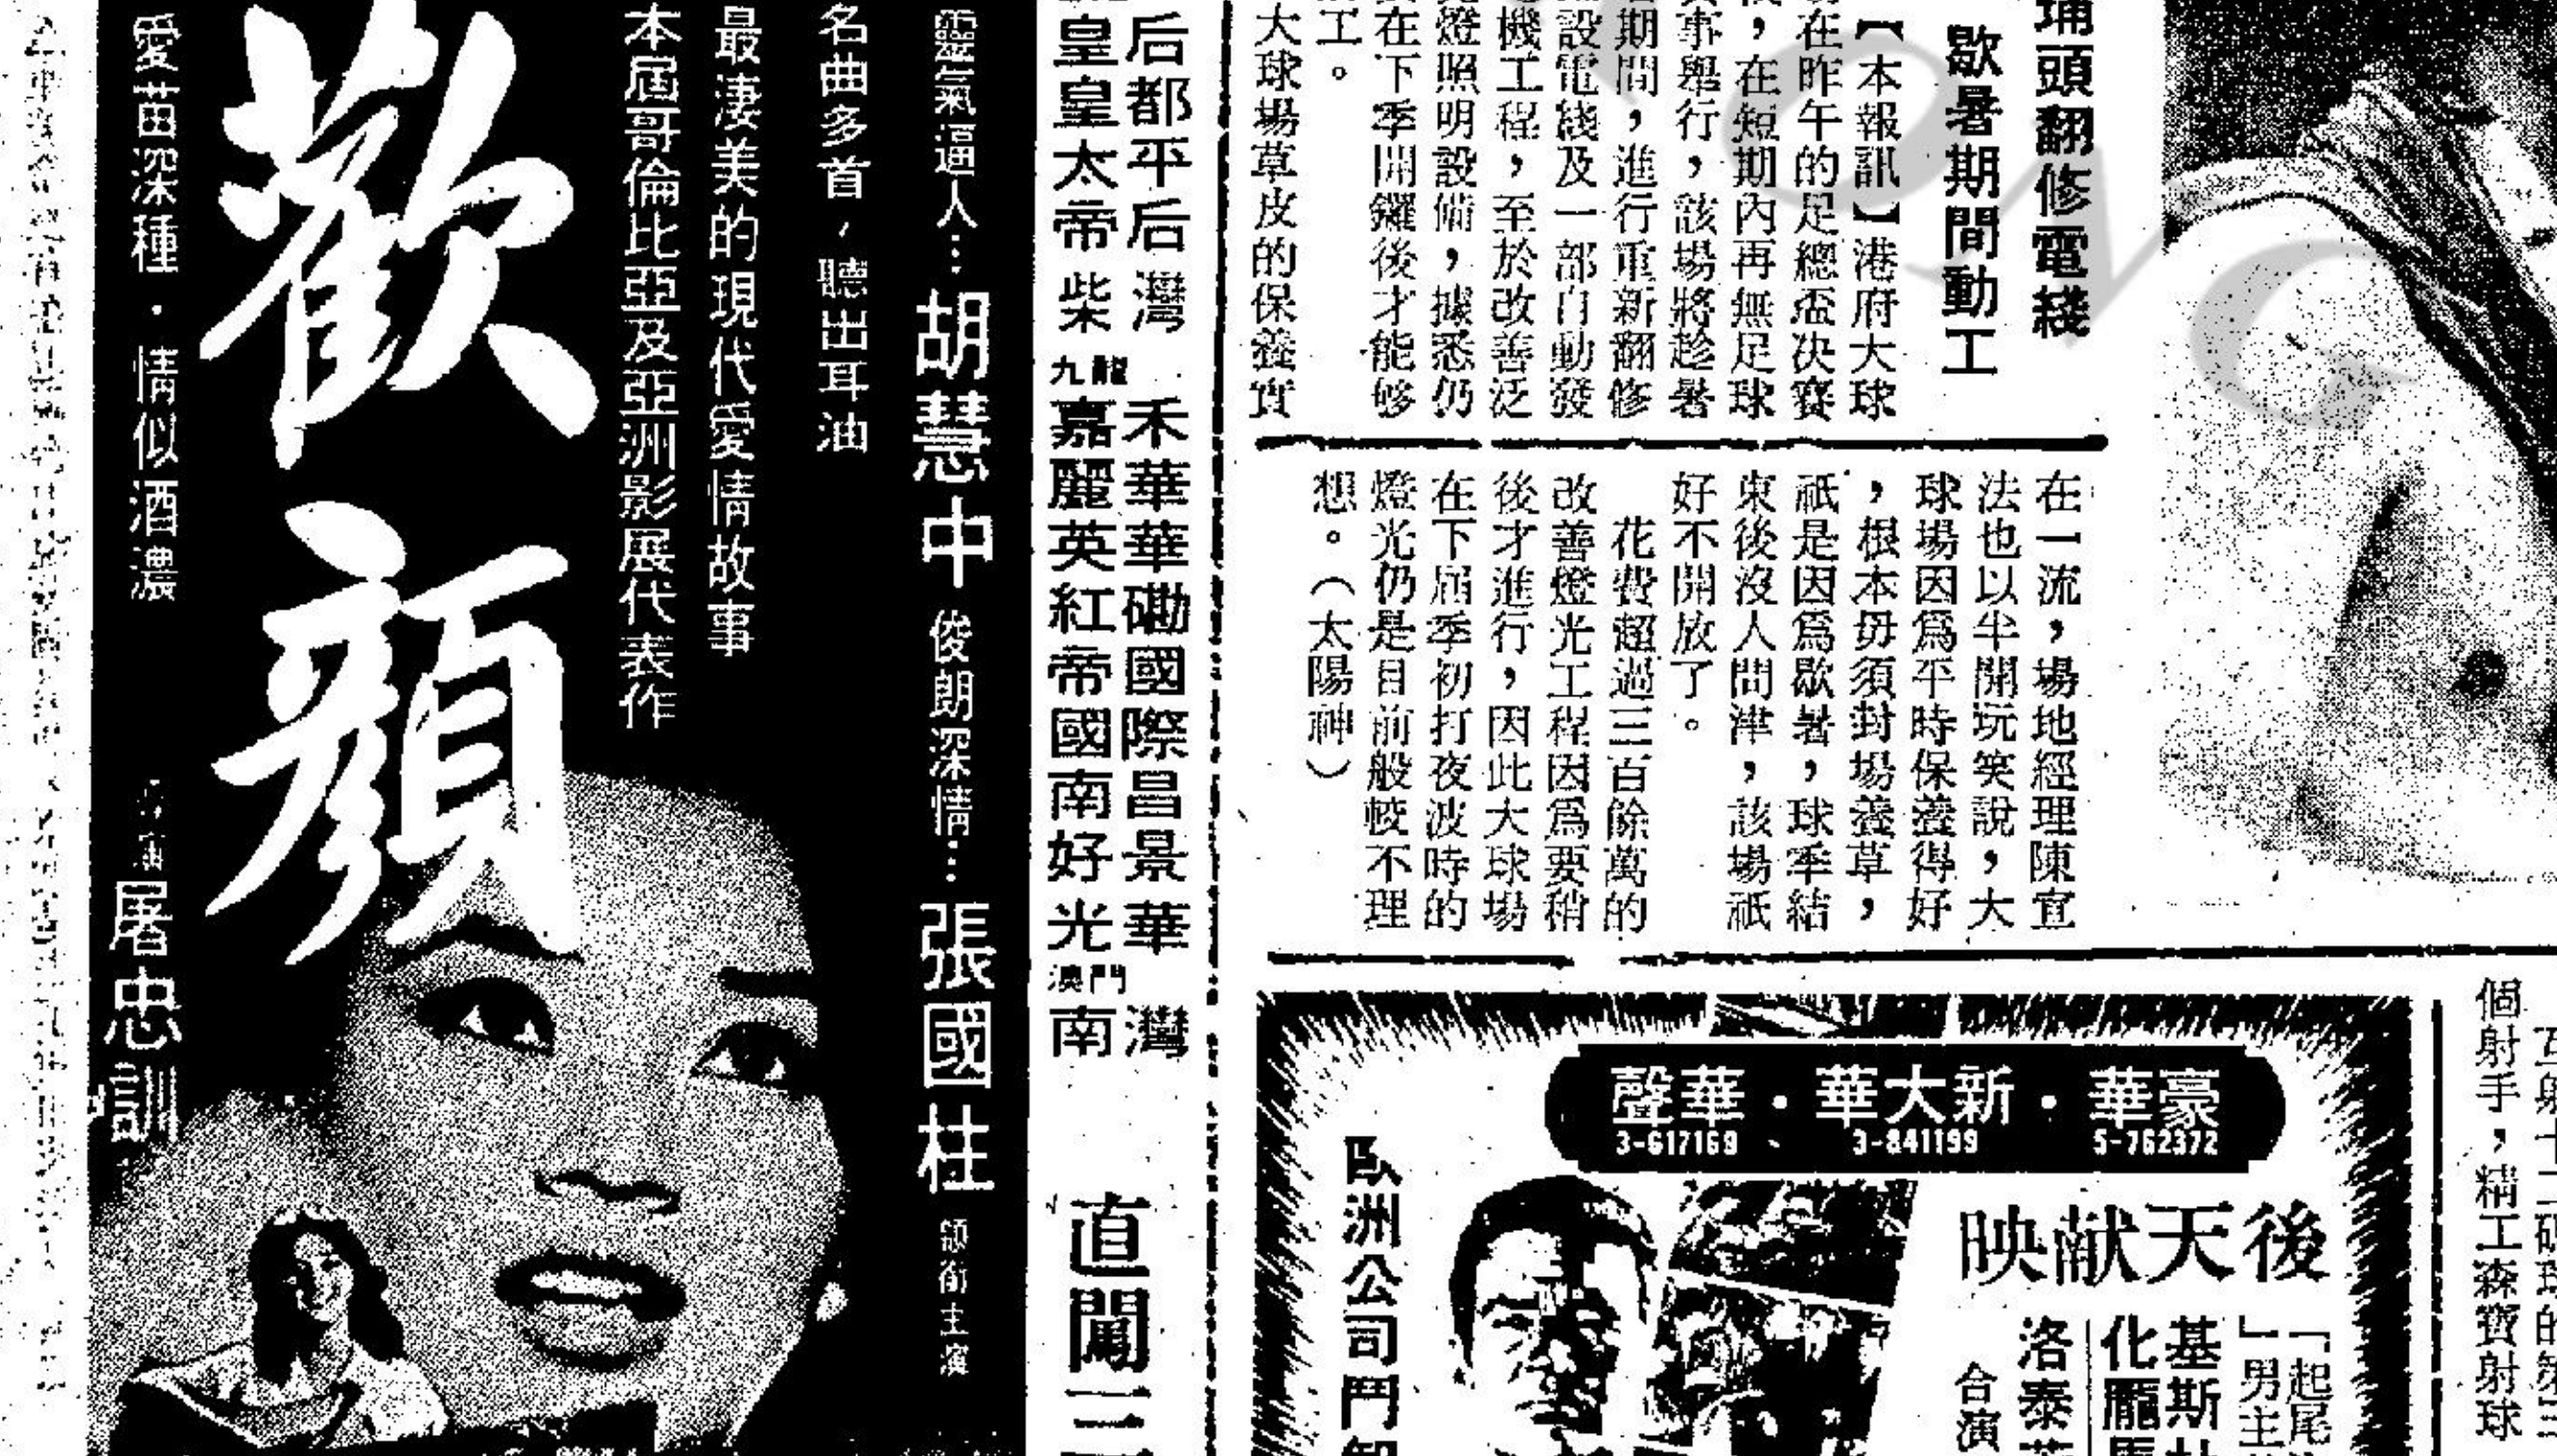 埔頭翻修電綫
歇暑期間動工
【本報訊】港府大球
在昨午的足總盃決賽
，在短期內再無足球
事舉行，該場將趁暑
期間，進行重新翻修
設電綫及一部自動發
機工程，至於改善泛
燈照明設備，據悉仍
在下季開鑼後才能够
工。
大球場草皮的保養實
在一流，場地經理陳宜
法也以半開玩笑說，大
球場因爲平時保養得好
，根本毋須封場養草，
祇是因爲歇暑，球季結
束後沒人問津，該場祇
好不開放了。
花費超過三百餘萬的
改善燈光工程因爲要稍
後才進行，因此大球場
在下屆季初打夜波時的
燈光仍是目前般較不理
想。（太陽神）
個射手，精工森寶射球
聲華・華大新・華豪
3-617169
3-841199
5-762372
映献天後
基斯
化龐
洛泰
合演
歐洲公司鬥智
后都平后灣
皇皇太帝柴
九龍
禾華華磡國際昌景華灣
嘉麗英紅帝國南好光
澳門
南
直闖三
靈氣逼人：胡慧中 俊朗深情：張國柱 領銜主演
名曲多首，聽出耳油
最淒美的現代愛情故事
本屆哥倫比亞及亞洲影展代表作
歡顏
愛苗深種・情似酒濃
屠忠訓